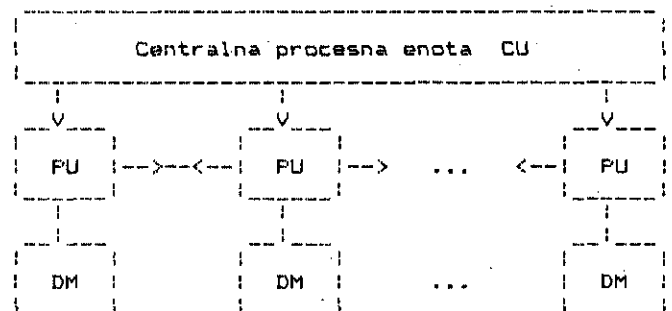 Centralna procesna enota CU
PU PU ... PU
DM DM ... DM